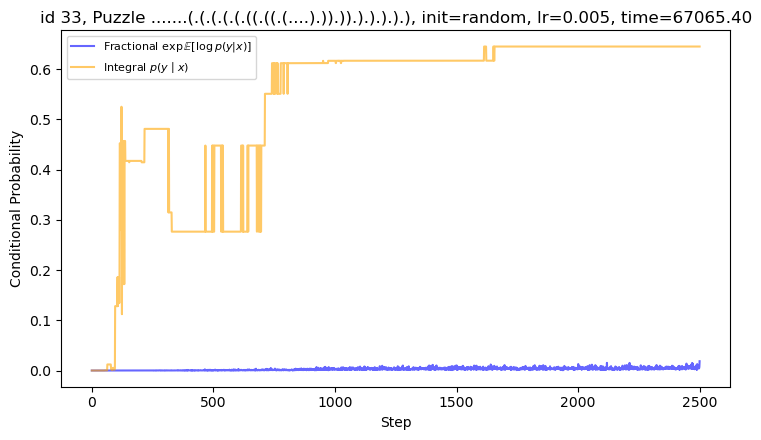 id 33, Puzzle .......(.(.(.(.(.((.((.(....).)).)).).).).).), init=random, lr=0.005, time=67065.40
Fractional exp𝔼[log p(y|x)]
Integral p(y | x)
Conditional Probability
0.6
0.5
0.4
0.3
0.2
0.1
0.0
0
500
1000
1500
2000
2500
Step